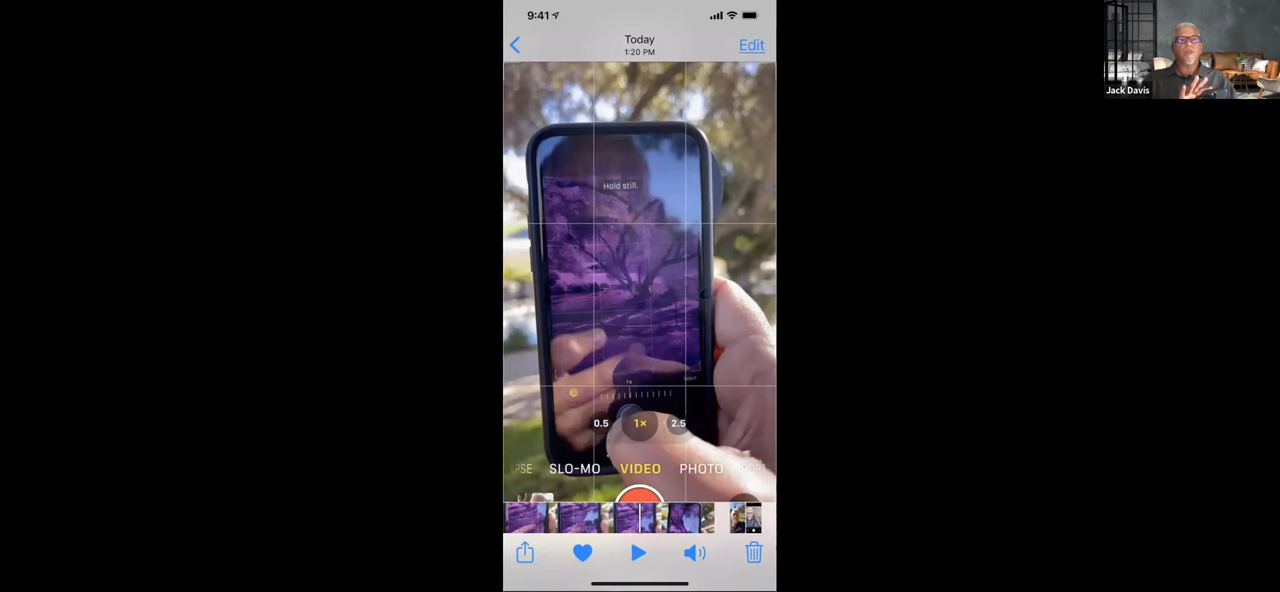 9:41
Today
1:20 PM
Edit
Jack Davis
Hold still.
1s
0.5 1× 2.5
SLO-MO VIDEO PHOTO